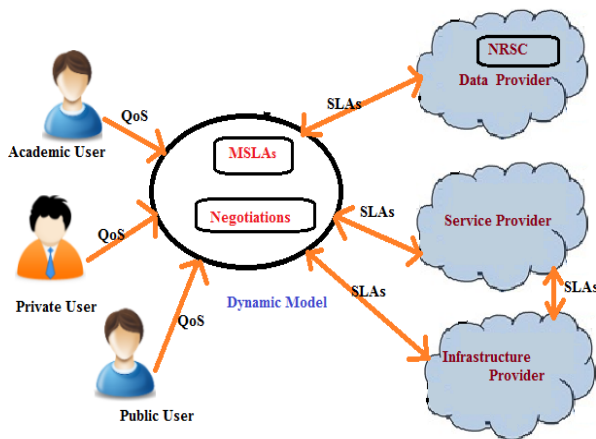 NRSC
Data Provider
SLAs
QoS
Academic User
MSLAs
Negotiations
SLAs
Service Provider
QoS
Private User
Dynamic Model
SLAs
SLAs
QoS
Infrastructure
Provider
Public User